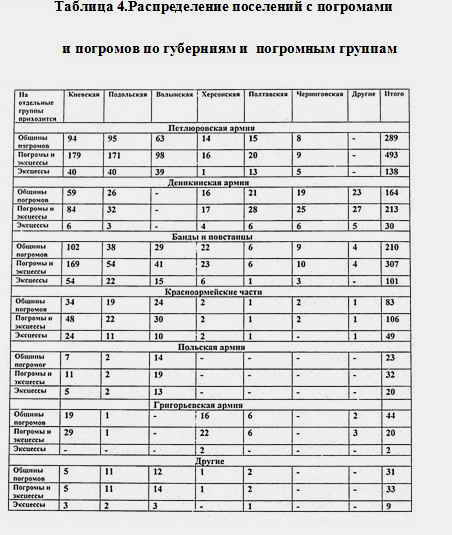 Таблица 4.Распределение поселений с погромами
и погромов по губерниям и погромным группам
На отдельные группы приходится Киевская Подольская Волынская Херсонская Полтавская Черниговская Другие Итого
Петлюровская армия
Общины погромов 94 95 63 14 15 8 - 289
Погромы и эксцессы 179 171 98 16 20 9 - 493
Эксцессы 40 40 39 1 13 5 - 138
Деникинская армия
Общины погромов 59 26 - 16 21 19 23 164
Погромы и эксцессы 84 32 - 17 28 25 27 213
Эксцессы 6 3 - 4 6 6 5 30
Банды и повстанцы
Общины погромов 102 38 29 22 6 9 4 210
Погромы и эксцессы 169 54 41 23 6 10 4 307
Эксцессы 54 22 15 6 1 3 - 101
Красноармейские части
Общины погромов 34 19 24 2 1 2 1 83
Погромы и эксцессы 48 22 30 2 1 2 1 106
Эксцессы 24 11 10 2 1 - 1 49
Польская армия
Общины погромог 7 2 14 - - - - 23
Погромы и эксцессы 11 2 19 - - - - 32
Эксцессы 5 2 13 - - - - 20
Григорьевская армия
Общины погромов 19 1 - 16 6 - 2 44
Погромы и эксцессы 29 1 - 22 6 - 3 20
Эксцессы - - - 2 - - - 2
Другие
Общины погромов 5 11 12 1 2 - - 31
Погромы и эксцессы 5 11 14 1 2 - - 33
Эксцессы 3 2 3 - 1 - - 9